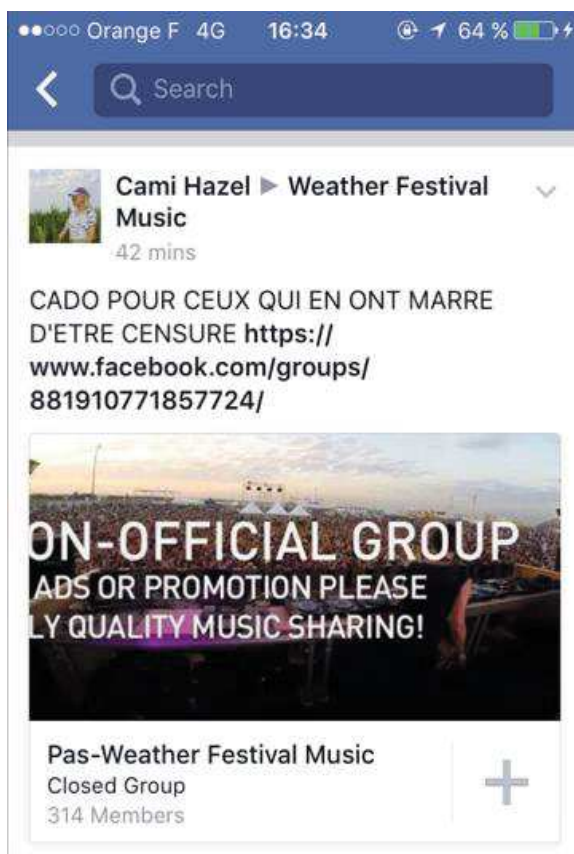 ●●○○○ Orange F 4G 16:34 64 %
Search
Cami Hazel ▶ Weather Festival
Music
42 mins
CADO POUR CEUX QUI EN ONT MARRE
D'ETRE CENSURE https://
www.facebook.com/groups/
881910771857724/
ON-OFFICIAL GROUP
ADS OR PROMOTION PLEASE
LY QUALITY MUSIC SHARING!
Pas-Weather Festival Music
Closed Group
314 Members